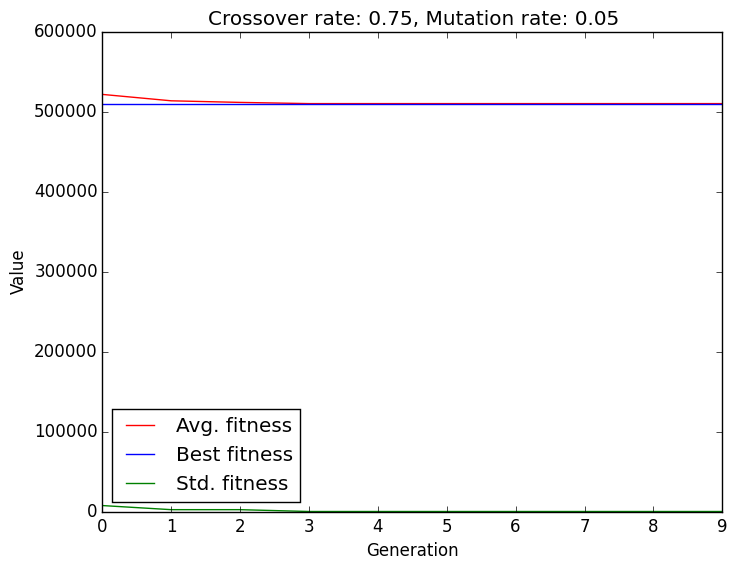 Crossover rate: 0.75, Mutation rate: 0.05
600000
500000
400000
300000
200000
100000
0
Value
Avg. fitness
Best fitness
Std. fitness
0 1 2 3 4 5 6 7 8 9
Generation